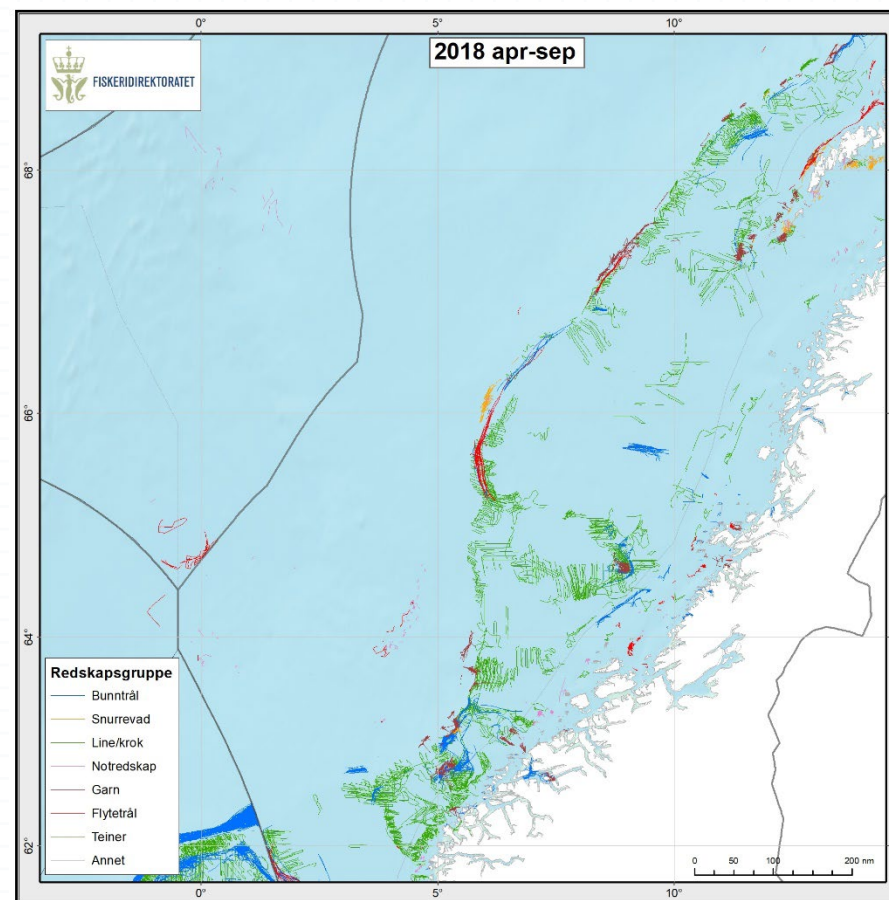 0° 5° 10°
2018 apr-sep
FISKERIDIREKTORATET
68°
66°
64°
62°
Redskapsgruppe
Bunntrål
Snurrevad
Line/krok
Notredskap
Garn
Flytetrål
Teiner
Annet
0 50 100 200 nm
0° 5° 10°